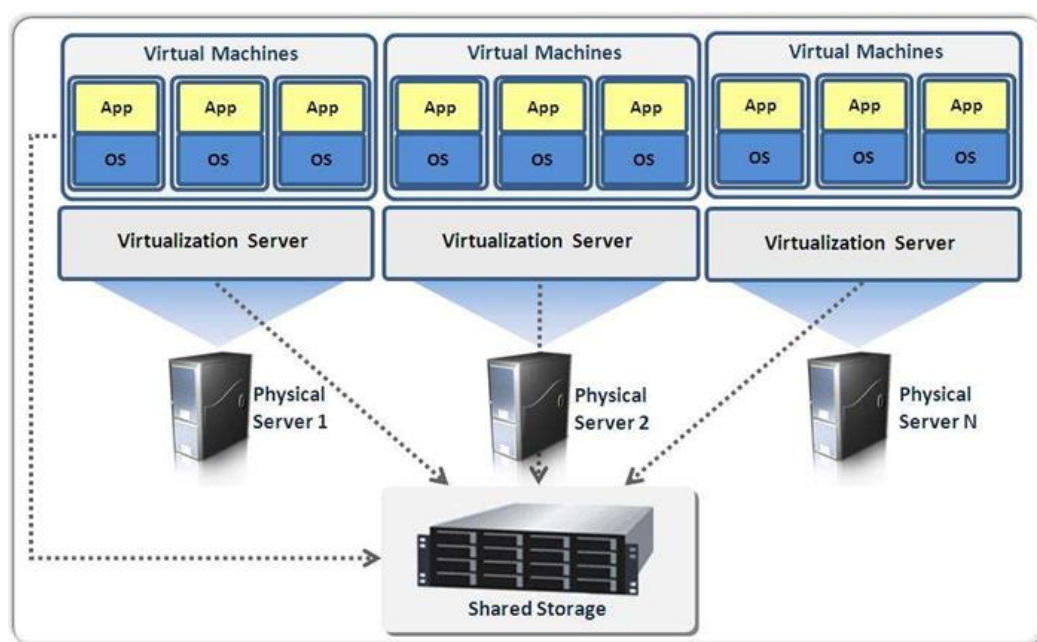 Virtual Machines
Virtual Machines
Virtual Machines
App App App
App App App
App App App
OS OS OS
OS OS OS
OS OS OS
Virtualization Server
Virtualization Server
Virtualization Server
Physical
Server 1
Physical
Server 2
Physical
Server N
Shared Storage